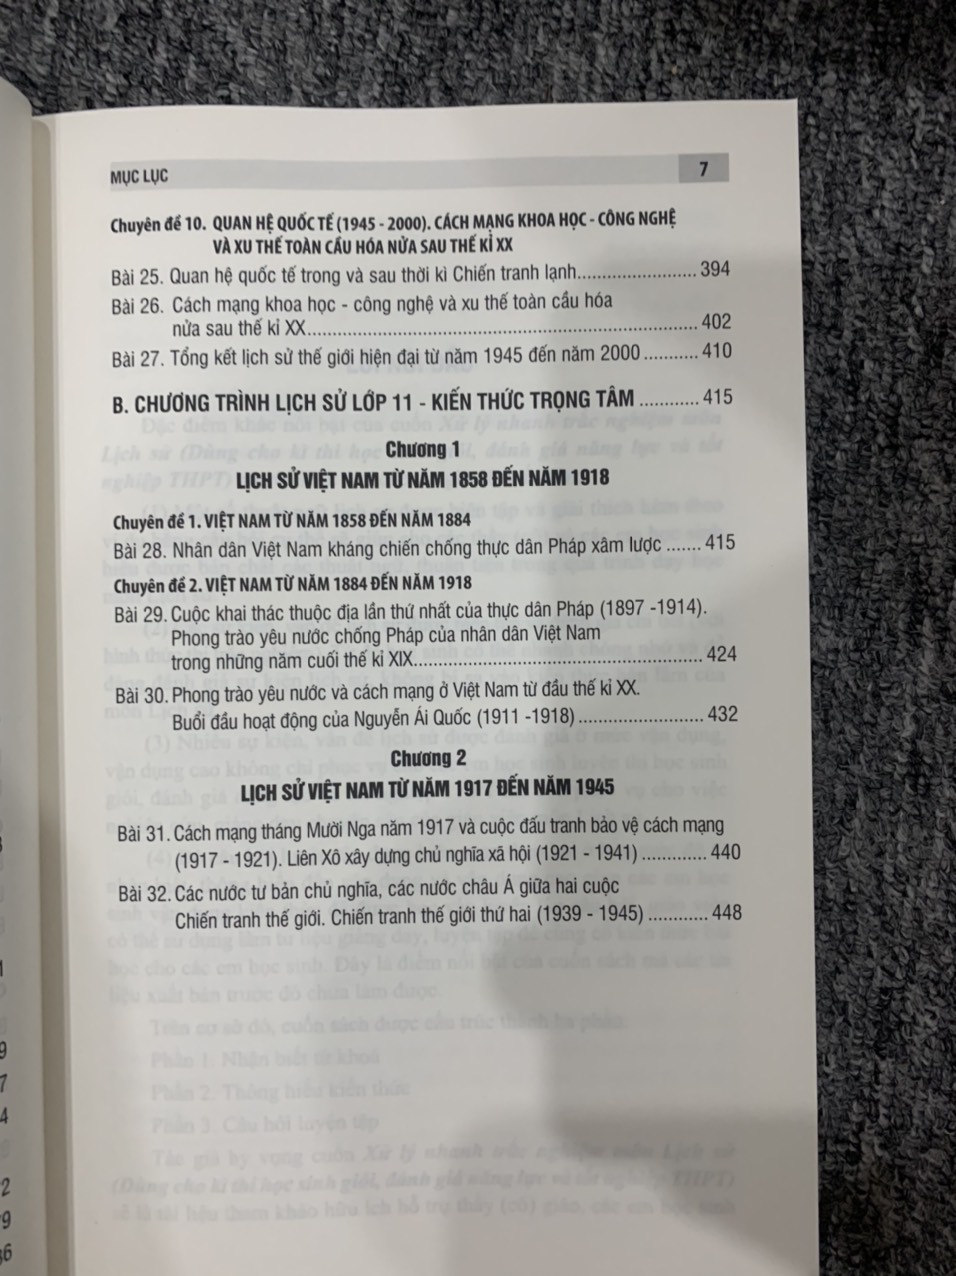 MỤC LỤC 7
Chuyên đề 10. QUAN HỆ QUỐC TẾ (1945 - 2000). CÁCH MẠNG KHOA HỌC - CÔNG NGHỆ
VÀ XU THẾ TOÀN CẦU HÓA NỬA SAU THẾ KỈ XX
Bài 25. Quan hệ quốc tế trong và sau thời kì Chiến tranh lạnh....................... 394
Bài 26. Cách mạng khoa học - công nghệ và xu thế toàn cầu hóa
nửa sau thế kỉ XX......................................................................... 402
Bài 27. Tổng kết lịch sử thế giới hiện đại từ năm 1945 đến năm 2000........... 410
B. CHƯƠNG TRÌNH LỊCH SỬ LỚP 11 - KIẾN THỨC TRỌNG TÂM ........... 415
Chương 1
LỊCH SỬ VIỆT NAM TỪ NĂM 1858 ĐẾN NĂM 1918
Chuyên đề 1. VIỆT NAM TỪ NĂM 1858 ĐẾN NĂM 1884
Bài 28. Nhân dân Việt Nam kháng chiến chống thực dân Pháp xâm lược ....... 415
Chuyên đề 2. VIỆT NAM TỪ NĂM 1884 ĐẾN NĂM 1918
Bài 29. Cuộc khai thác thuộc địa lần thứ nhất của thực dân Pháp (1897 -1914).
Phong trào yêu nước chống Pháp của nhân dân Việt Nam
trong những năm cuối thế kỉ XIX................................................... 424
Bài 30. Phong trào yêu nước và cách mạng ở Việt Nam từ đầu thế kỉ XX.
Buổi đầu hoạt động của Nguyễn Ái Quốc (1911 -1918)........................ 432
Chương 2
LỊCH SỬ VIỆT NAM TỪ NĂM 1917 ĐẾN NĂM 1945
Bài 31. Cách mạng tháng Mười Nga năm 1917 và cuộc đấu tranh bảo vệ cách mạng
(1917 - 1921). Liên Xô xây dựng chủ nghĩa xã hội (1921 - 1941)............. 440
Bài 32. Các nước tư bản chủ nghĩa, các nước châu Á giữa hai cuộc
Chiến tranh thế giới. Chiến tranh thế giới thứ hai (1939 - 1945)............ 448